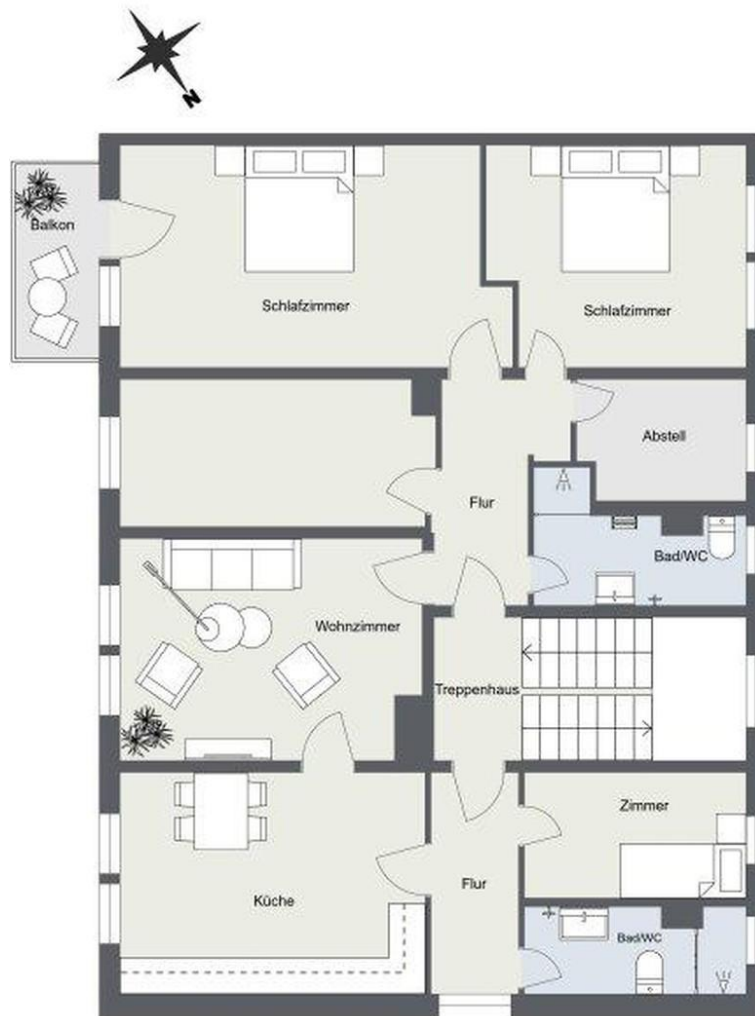 N
Balkon
Schlafzimmer
Schlafzimmer
Abstell
Flur
Bad/WC
Wohnzimmer
Treppenhaus
Zimmer
Küche
Flur
Bad/WC